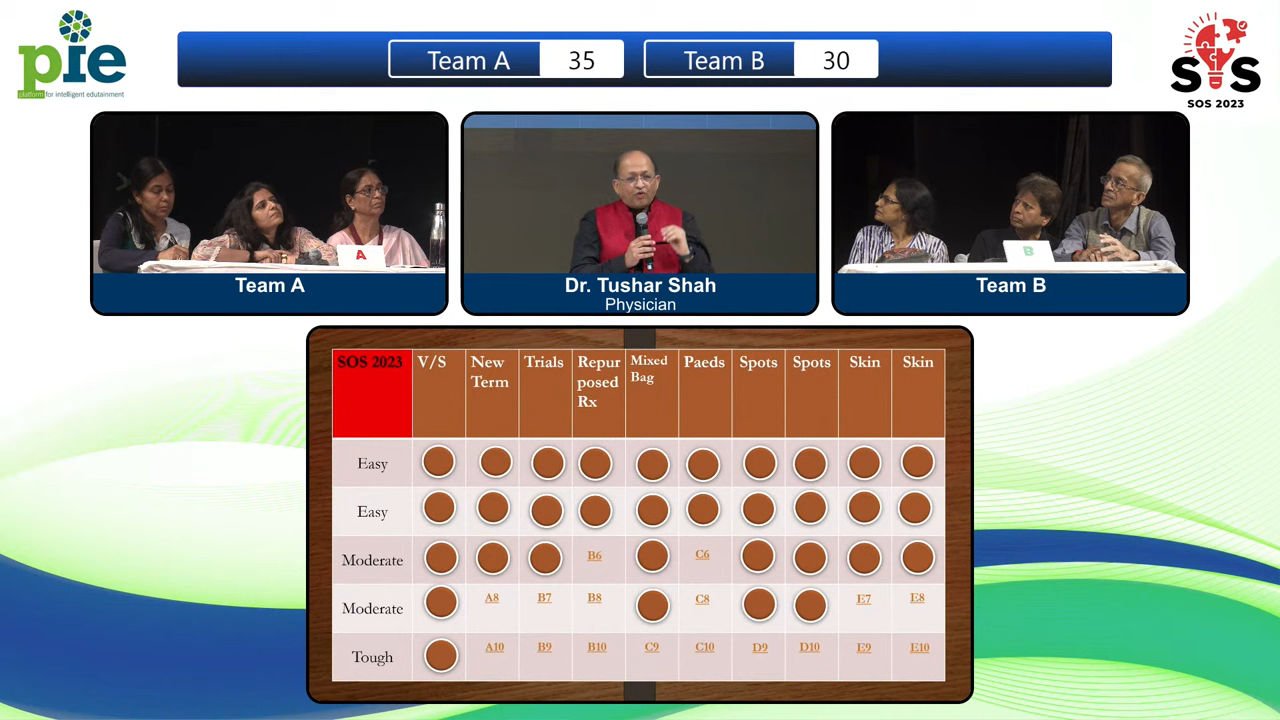 pie
platform for intelligent edutainment
Team A
35
Team B
30
SOS
SOS 2023
A
B
Team A
Dr. Tushar Shah
Physician
Team B
SOS 2023
V/S
New
Term
Trials
Repur
posed
Rx
Mixed
Bag
Paeds
Spots
Spots
Skin
Skin
Easy
Easy
Moderate
B6
C6
Moderate
A8
B7
B8
C8
E7
E8
Tough
A10
B9
B10
C9
C10
D9
D10
E9
E10